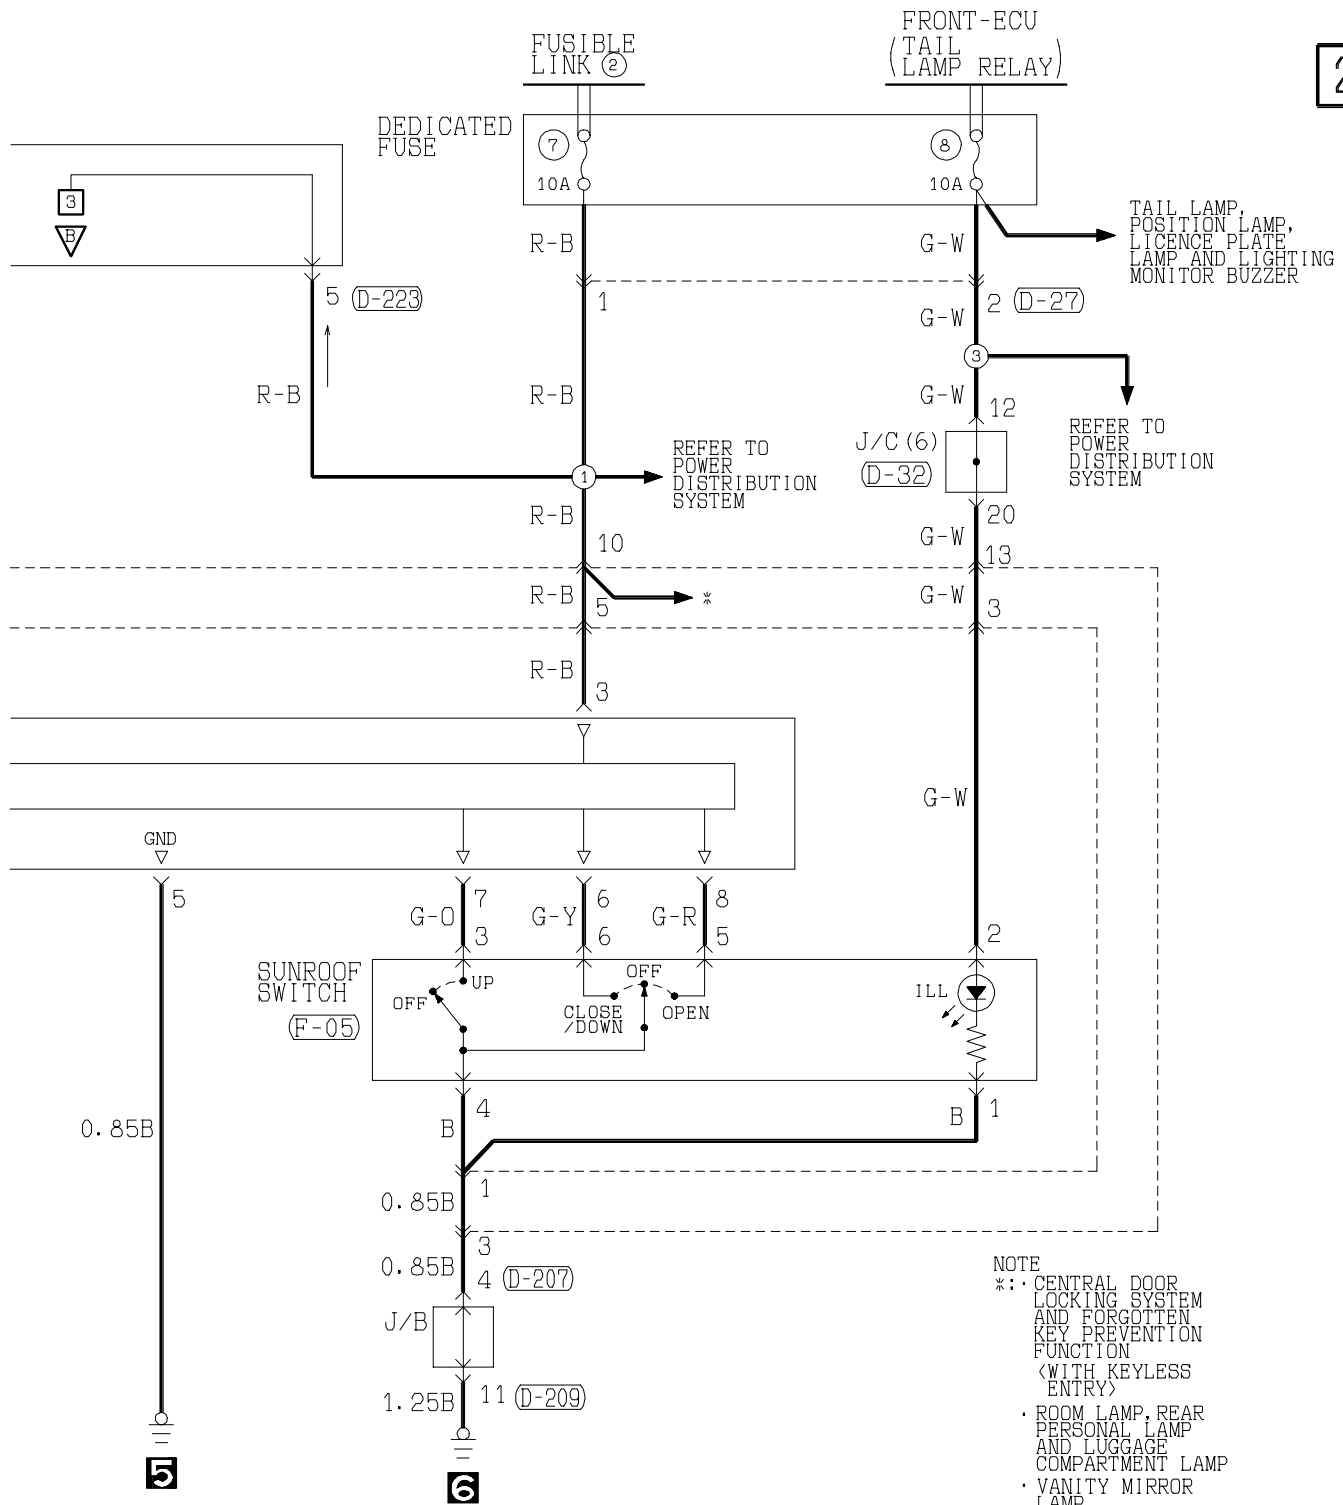 FRONT-ECU
(TAIL
LAMP RELAY)
FUSIBLE
LINK ②
2
DEDICATED
FUSE
⑦
10A
⑧
10A
3
B
TAIL LAMP,
POSITION LAMP,
LICENCE PLATE
LAMP AND LIGHTING
MONITOR BUZZER
R-B
G-W
5 (D-223)
1
2 (D-27)
G-W
③
R-B
R-B
G-W
12
REFER TO
POWER
DISTRIBUTION
SYSTEM
J/C (6)
(D-32)
①
REFER TO
POWER
DISTRIBUTION
SYSTEM
R-B
20
G-W
10
13
R-B
5
*
G-W
3
R-B
3
G-W
GND
5
7
6
8
G-O
G-Y
G-R
3
6
5
2
SUNROOF
SWITCH
(F-05)
OFF
UP
OFF
CLOSE
/DOWN
OPEN
ILL
4
1
B
B
0.85B
1
0.85B
3
0.85B
4 (D-207)
J/B
1.25B
11 (D-209)
5
6
NOTE
*:· CENTRAL DOOR
LOCKING SYSTEM
AND FORGOTTEN
KEY PREVENTION
FUNCTION
<WITH KEYLESS
ENTRY>
· ROOM LAMP, REAR
PERSONAL LAMP
AND LUGGAGE
COMPARTMENT LAMP
· VANITY MIRROR
LAMP